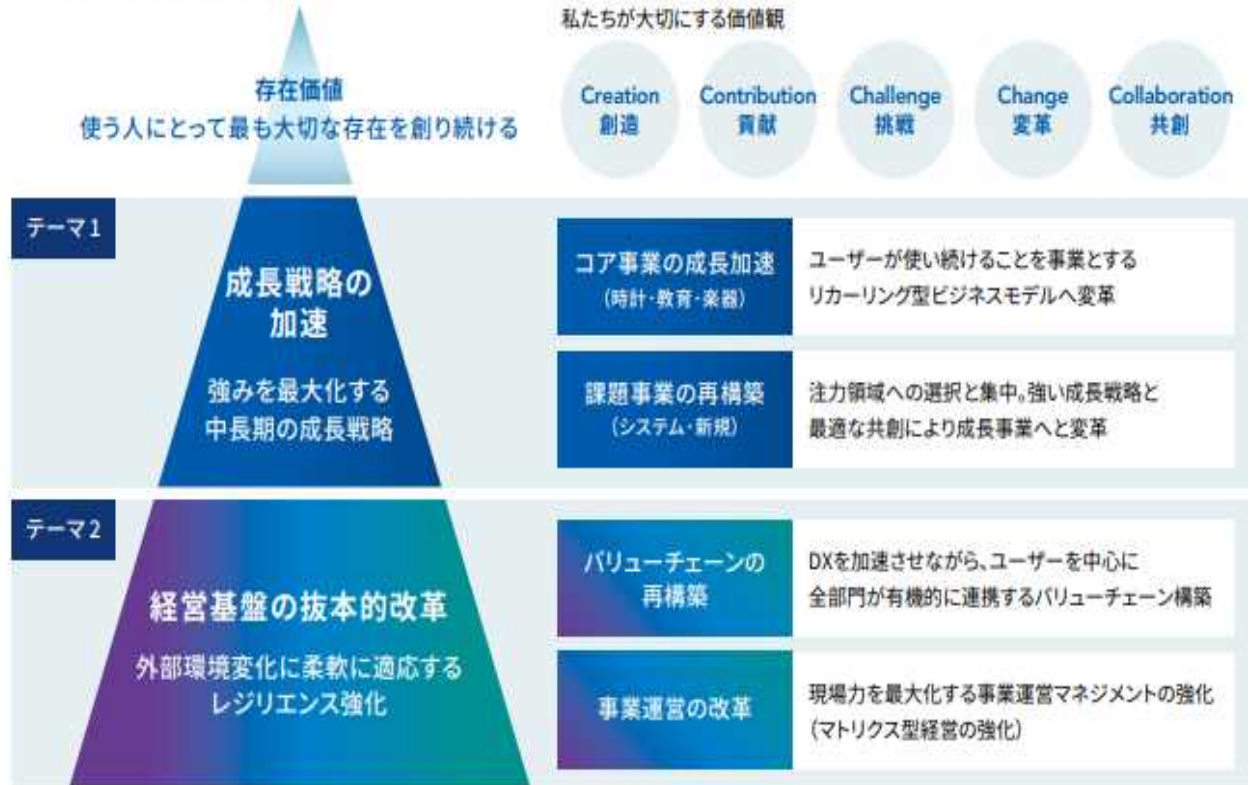 私たちが大切にする価値観
存在価値
使う人にとって最も大切な存在を創り続ける
Creation
創造
Contribution
貢献
Challenge
挑戦
Change
変革
Collaboration
共創
テーマ1
成長戦略の
加速
強みを最大化する
中長期の成長戦略
コア事業の成長加速
(時計・教育・楽器)
ユーザーが使い続けることを事業とする
リカーリング型ビジネスモデルへ変革
課題事業の再構築
(システム・新規)
注力領域への選択と集中。強い成長戦略と
最適な共創により成長事業へと変革
テーマ2
経営基盤の抜本的改革
外部環境変化に柔軟に適応する
レジリエンス強化
バリューチェーンの
再構築
DXを加速させながら、ユーザーを中心に
全部門が有機的に連携するバリューチェーン構築
事業運営の改革
現場力を最大化する事業運営マネジメントの強化
(マトリクス型経営の強化)